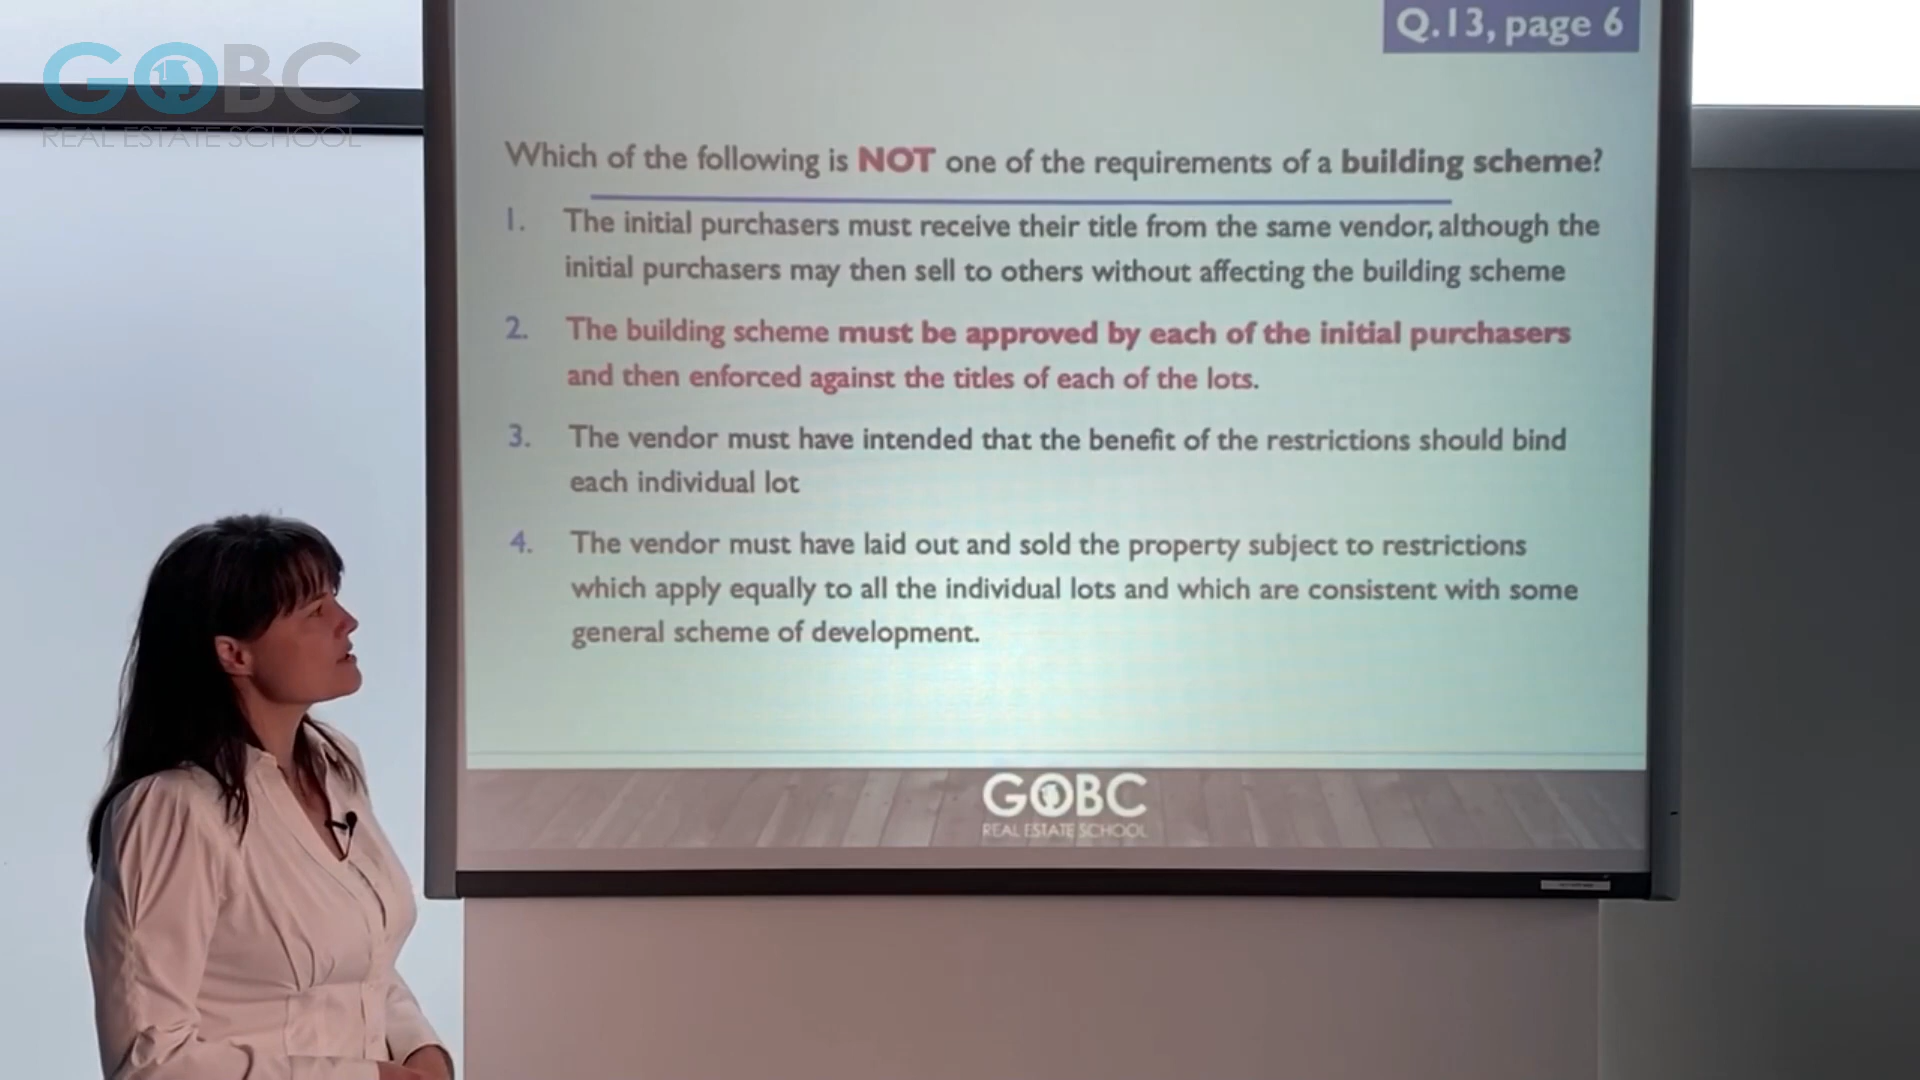 GOBC
REAL ESTATE SCHOOL
Q.13, page 6
Which of the following is NOT one of the requirements of a building scheme?
1. The initial purchasers must receive their title from the same vendor, although the
initial purchasers may then sell to others without affecting the building scheme
2. The building scheme must be approved by each of the initial purchasers
and then enforced against the titles of each of the lots.
3. The vendor must have intended that the benefit of the restrictions should bind
each individual lot
4. The vendor must have laid out and sold the property subject to restrictions
which apply equally to all the individual lots and which are consistent with some
general scheme of development.
GOBC
REAL ESTATE SCHOOL